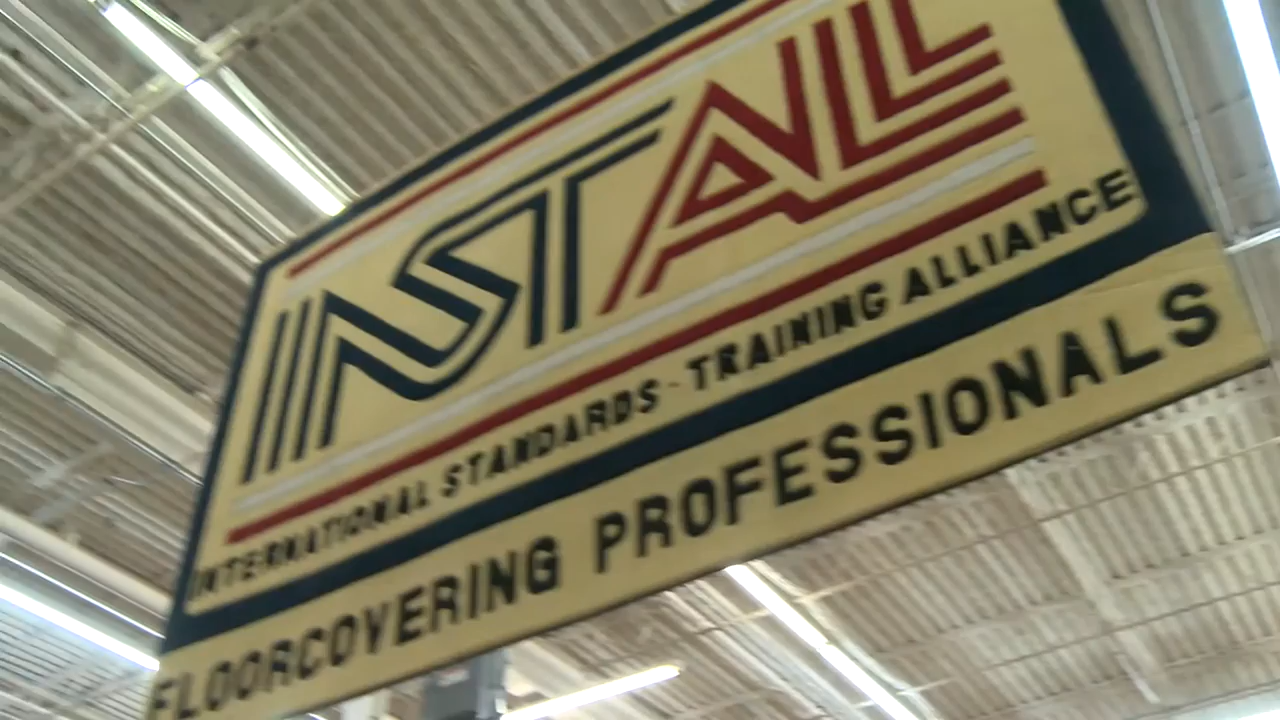 INSTALL
INTERNATIONAL STANDARDS - TRAINING ALLIANCE
FLOORCOVERING PROFESSIONALS